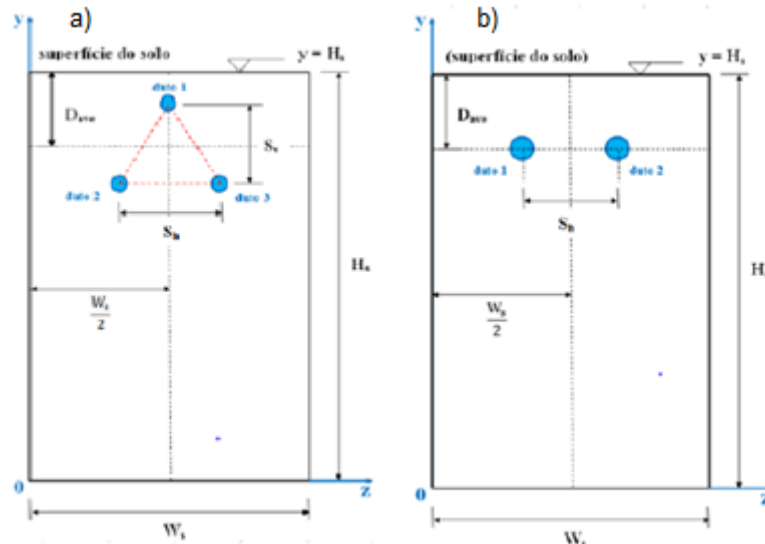 y
a)
superfície do solo
y = Hₛ
duto 1
Dₐᵥₑ
Sᵥ
duto 2
duto 3
Sₕ
Hₛ
Wₛ
2
0
z
Wₛ
y
b)
(superfície do solo)
y = Hₛ
Dₐᵥₑ
duto 1
duto 2
Sₕ
H
Wₛ
2
0
z
W